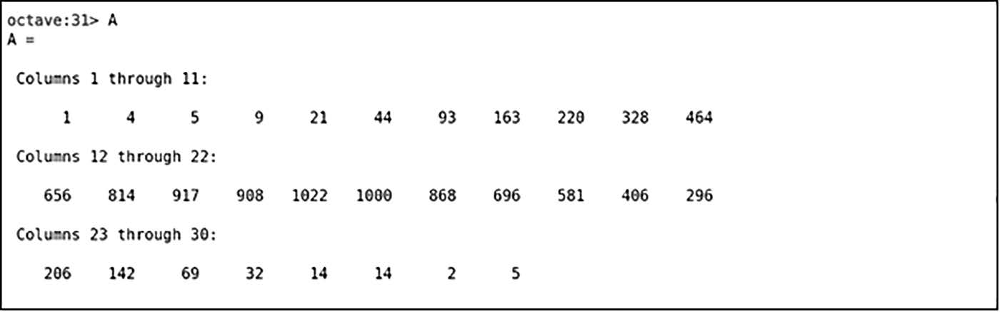 octave:31> A
A =
Columns 1 through 11:
1 4 5 9 21 44 93 163 220 328 464
Columns 12 through 22:
656 814 917 908 1022 1000 868 696 581 406 296
Columns 23 through 30:
206 142 69 32 14 14 2 5